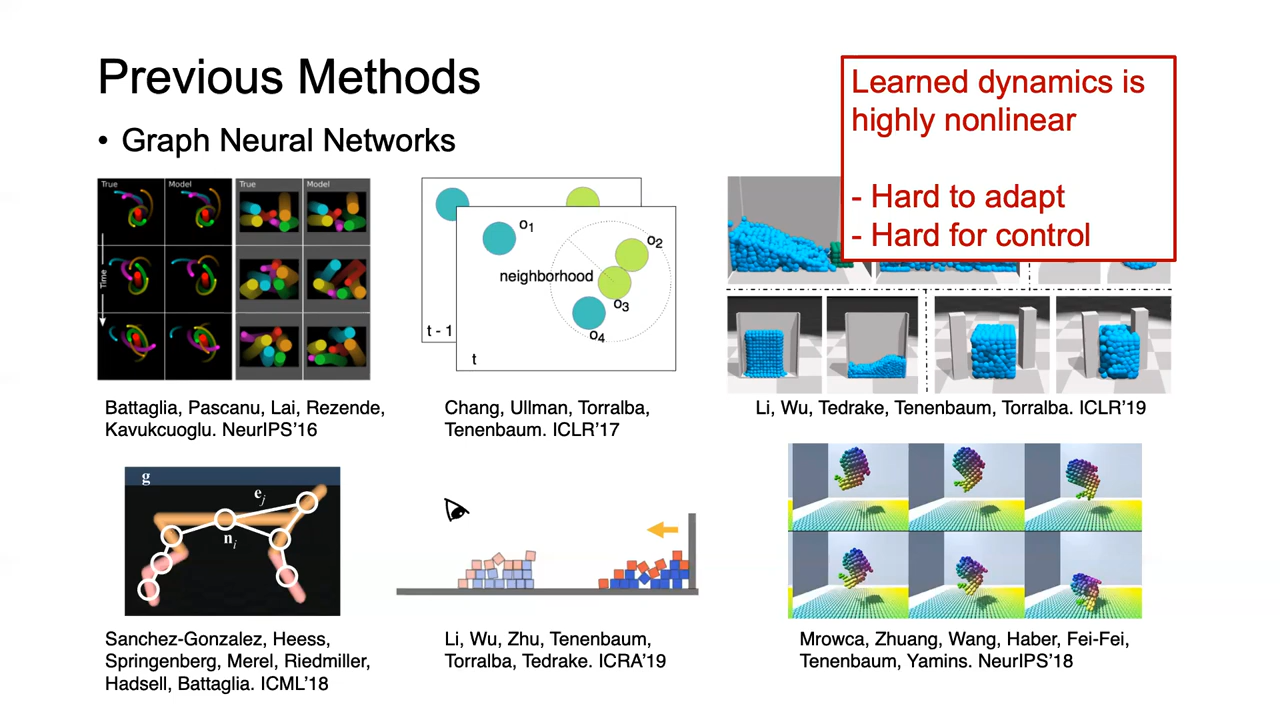 Previous Methods
Learned dynamics is
highly nonlinear
- Hard to adapt
- Hard for control
• Graph Neural Networks
True
Model
True
Model
Time
o1
o2
neighborhood
o3
o4
t - 1
t
Battaglia, Pascanu, Lai, Rezende,
Kavukcuoglu. NeurIPS’16
Chang, Ullman, Torralba,
Tenenbaum. ICLR’17
Li, Wu, Tedrake, Tenenbaum, Torralba. ICLR’19
g
ej
ni
Sanchez-Gonzalez, Heess,
Springenberg, Merel, Riedmiller,
Hadsell, Battaglia. ICML’18
Li, Wu, Zhu, Tenenbaum,
Torralba, Tedrake. ICRA’19
Mrowca, Zhuang, Wang, Haber, Fei-Fei,
Tenenbaum, Yamins. NeurIPS’18